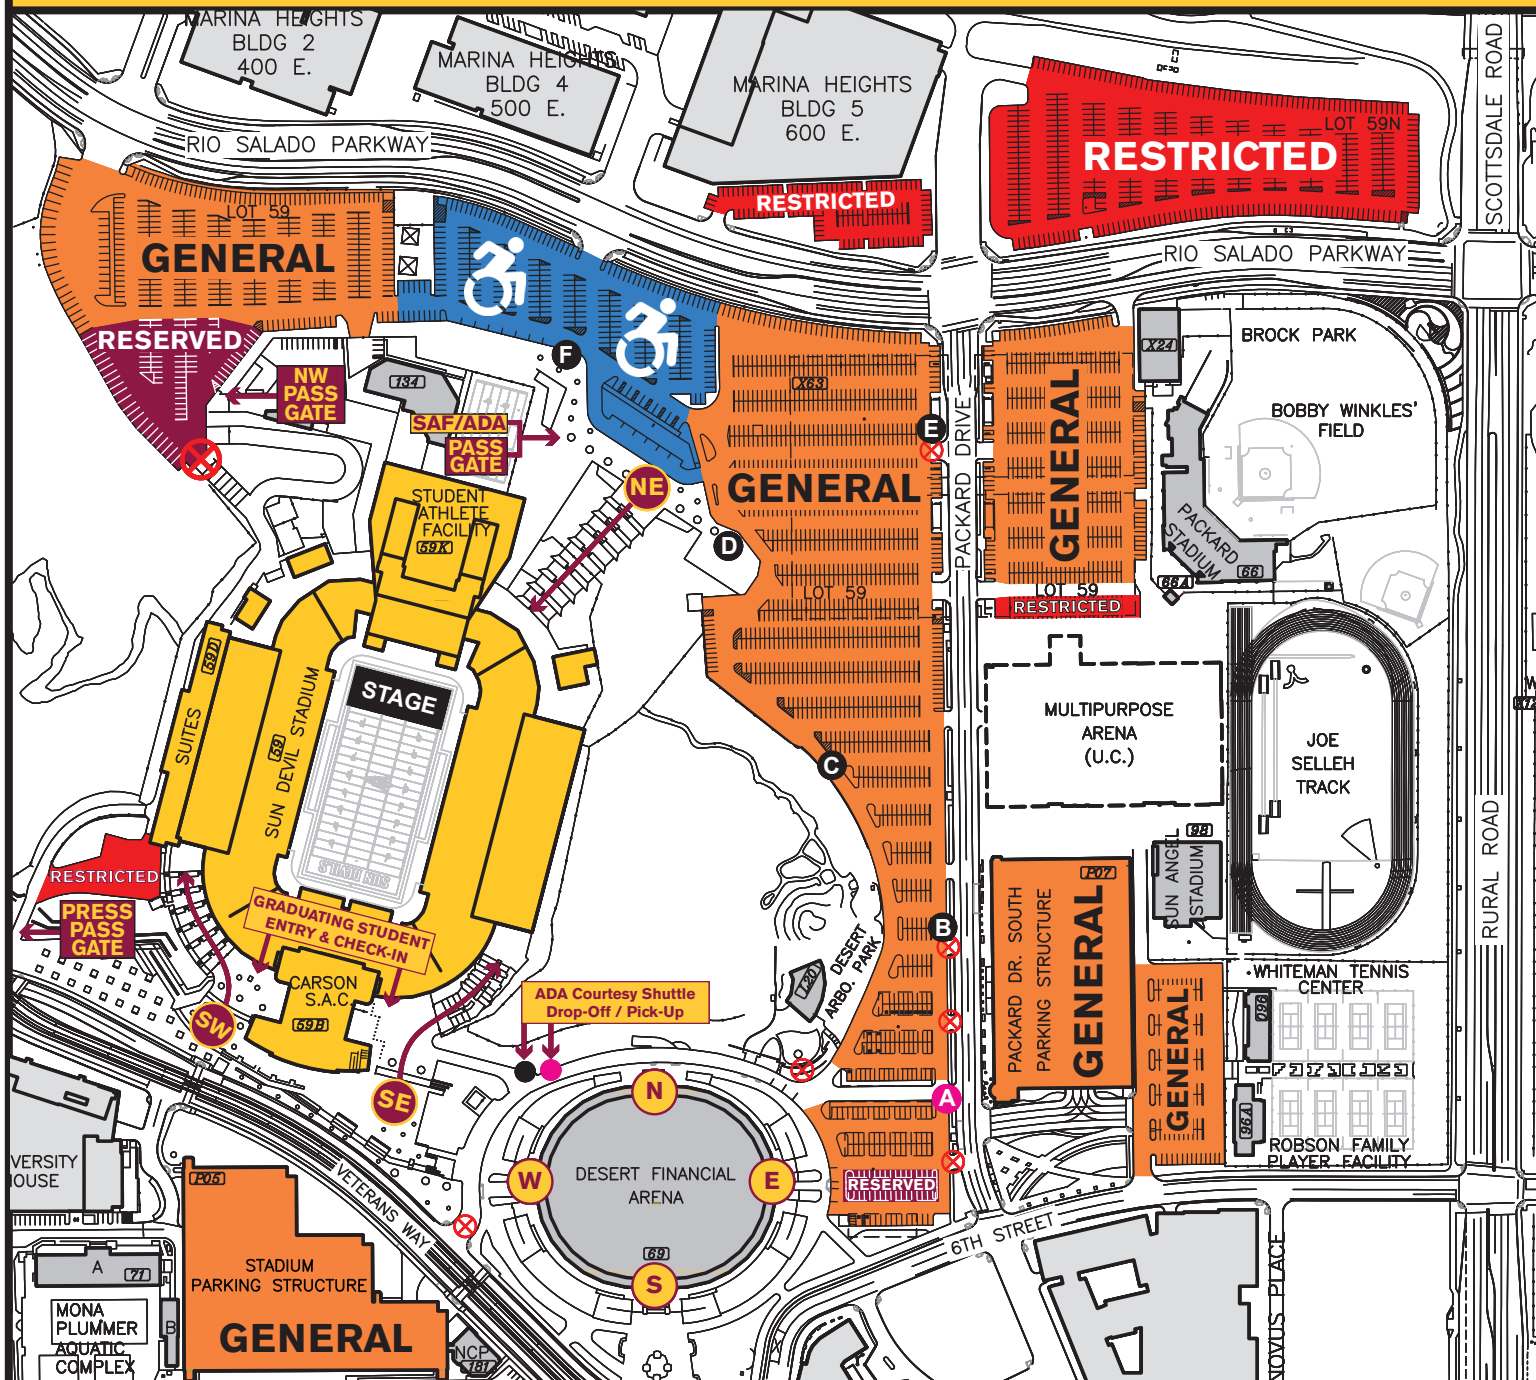 MARINA HEIGHTS
BLDG 2
400 E.
MARINA HEIGHTS
BLDG 4
500 E.
MARINA HEIGHTS
BLDG 5
600 E.
RIO SALADO PARKWAY
LOT 59N
RESTRICTED
SCOTTSDALE ROAD
RESTRICTED
RIO SALADO PARKWAY
LOT 59
GENERAL
RESERVED
NW
PASS
GATE
134
F
SAF/ADA
PASS
GATE
X63
E
GENERAL
PACKARD DRIVE
GENERAL
X24
BROCK PARK
BOBBY WINKLES'
FIELD
NE
D
STUDENT
ATHLETE
FACILITY
59K
PACKARD
STADIUM
66
66A
LOT 59
LOT 59
RESTRICTED
59D
SUITES
59
SUN DEVIL STADIUM
STAGE
SUN DEVILS
MULTIPURPOSE
ARENA
(U.C.)
JOE
SELLEH
TRACK
C
RURAL ROAD
RESTRICTED
PRESS
PASS
GATE
GRADUATING STUDENT
ENTRY & CHECK-IN
CARSON
S.A.C.
59B
SW
SE
ADA Courtesy Shuttle
Drop-Off / Pick-Up
ARBO. DESERT
PARK
B
PACKARD DR. SOUTH
PARKING STRUCTURE
P07
GENERAL
9B
SUN ANGEL
STADIUM
WHITEMAN TENNIS
CENTER
GENERAL
96A
ROBSON FAMILY
PLAYER FACILITY
A
N
W
E
S
DESERT FINANCIAL
ARENA
69
RESERVED
6TH STREET
VETERANS WAY
VERSITY
OUSE
P05
STADIUM
PARKING STRUCTURE
GENERAL
A
71
MONA
PLUMMER
AQUATIC
COMPLEX
B
NCP
181
NOVUS PLACE